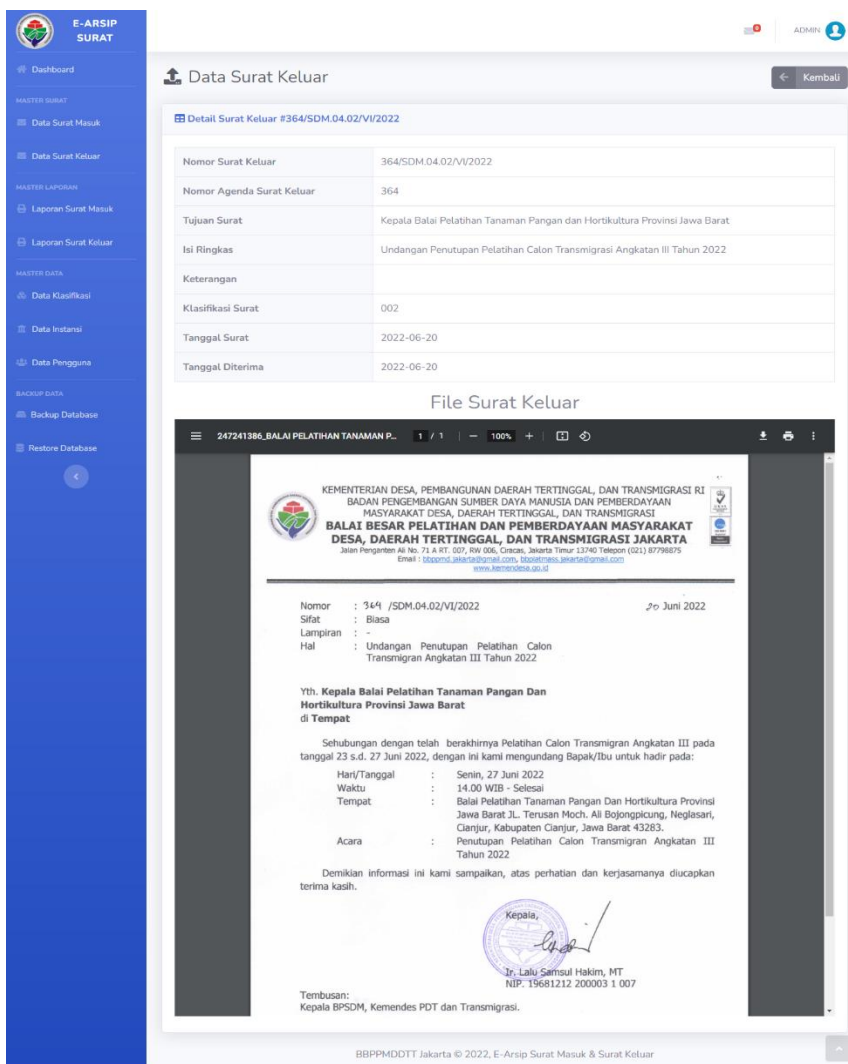 E-ARSIP
SURAT
0
ADMIN
Dashboard
MASTER SURAT
Data Surat Masuk
Data Surat Keluar
MASTER LAPORAN
Laporan Surat Masuk
Laporan Surat Keluar
MASTER DATA
Data Klasifikasi
Data Instansi
Data Pengguna
BACKUP DATA
Backup Database
Restore Database
Data Surat Keluar
Kembali
Detail Surat Keluar #364/SDM.04.02/VI/2022
Nomor Surat Keluar 364/SDM.04.02/VI/2022
Nomor Agenda Surat Keluar 364
Tujuan Surat Kepala Balai Pelatihan Tanaman Pangan dan Hortikultura Provinsi Jawa Barat
Isi Ringkas Undangan Penutupan Pelatihan Calon Transmigrasi Angkatan III Tahun 2022
Keterangan
Klasifikasi Surat 002
Tanggal Surat 2022-06-20
Tanggal Diterima 2022-06-20
File Surat Keluar
247241386_BALAI PELATIHAN TANAMAN P... 1 / 1 | — 100% +
KEMENTERIAN DESA, PEMBANGUNAN DAERAH TERTINGGAL, DAN TRANSMIGRASI RI
BADAN PENGEMBANGAN SUMBER DAYA MANUSIA DAN PEMBERDAYAAN
MASYARAKAT DESA, DAERAH TERTINGGAL, DAN TRANSMIGRASI
BALAI BESAR PELATIHAN DAN PEMBERDAYAAN MASYARAKAT
DESA, DAERAH TERTINGGAL, DAN TRANSMIGRASI JAKARTA
Jalan Penganten Ali No. 71 A RT. 007, RW 006, Ciracas, Jakarta Timur 13740 Telepon (021) 87798875
Email : bbppmd.jakarta@gmail.com, bbplatmass.jakarta@gmail.com
www.kemendesa.go.id
Nomor : 364 /SDM.04.02/VI/2022 20 Juni 2022
Sifat : Biasa
Lampiran : -
Hal : Undangan Penutupan Pelatihan Calon
Transmigran Angkatan III Tahun 2022
Yth. Kepala Balai Pelatihan Tanaman Pangan Dan
Hortikultura Provinsi Jawa Barat
di Tempat
Sehubungan dengan telah berakhirnya Pelatihan Calon Transmigran Angkatan III pada
tanggal 23 s.d. 27 Juni 2022, dengan ini kami mengundang Bapak/Ibu untuk hadir pada:
Hari/Tanggal : Senin, 27 Juni 2022
Waktu : 14.00 WIB - Selesai
Tempat : Balai Pelatihan Tanaman Pangan Dan Hortikultura Provinsi
Jawa Barat JL. Terusan Moch. Ali Bojongpicung, Neglasari,
Cianjur, Kabupaten Cianjur, Jawa Barat 43283.
Acara : Penutupan Pelatihan Calon Transmigran Angkatan III
Tahun 2022
Demikian informasi ini kami sampaikan, atas perhatian dan kerjasamanya diucapkan
terima kasih.
Kepala,
Ir. Lalu Samsul Hakim, MT
NIP. 19681212 200003 1 007
Tembusan:
Kepala BPSDM, Kemendes PDT dan Transmigrasi.
BBPPMDDTT Jakarta © 2022, E-Arsip Surat Masuk & Surat Keluar